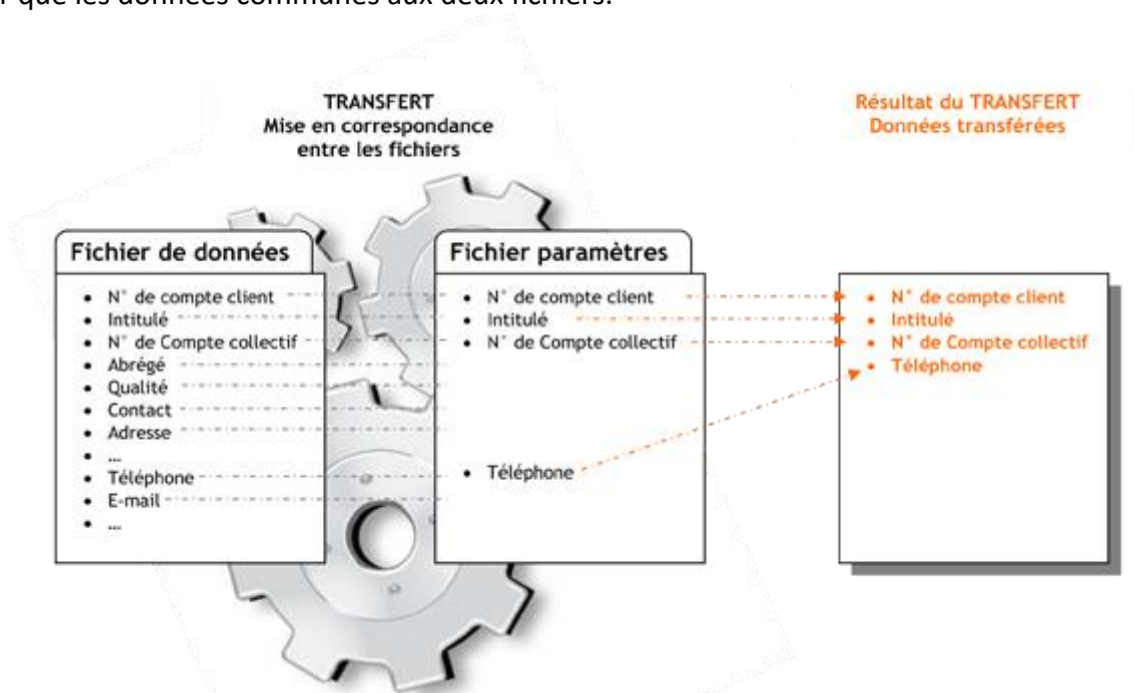 que les données communes aux deux fichiers.
TRANSFERT
Mise en correspondance
entre les fichiers
Résultat du TRANSFERT
Données transférées
Fichier de données
• N° de compte client
• Intitulé
• N° de Compte collectif
• Abrégé
• Qualité
• Contact
• Adresse
• ...
• Téléphone
• E-mail
• ...
Fichier paramètres
• N° de compte client
• Intitulé
• N° de Compte collectif
• Téléphone
• N° de compte client
• Intitulé
• N° de Compte collectif
• Téléphone